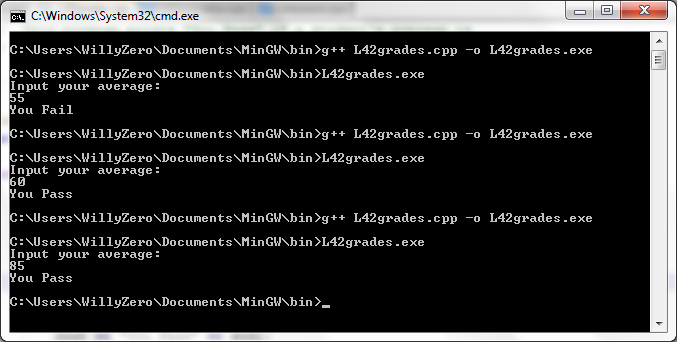 C:\Windows\System32\cmd.exe
C:\Users\WillyZero\Documents\MinGW\bin>g++ L42grades.cpp -o L42grades.exe
C:\Users\WillyZero\Documents\MinGW\bin>L42grades.exe
Input your average:
55
You Fail
C:\Users\WillyZero\Documents\MinGW\bin>g++ L42grades.cpp -o L42grades.exe
C:\Users\WillyZero\Documents\MinGW\bin>L42grades.exe
Input your average:
60
You Pass
C:\Users\WillyZero\Documents\MinGW\bin>g++ L42grades.cpp -o L42grades.exe
C:\Users\WillyZero\Documents\MinGW\bin>L42grades.exe
Input your average:
85
You Pass
C:\Users\WillyZero\Documents\MinGW\bin>_